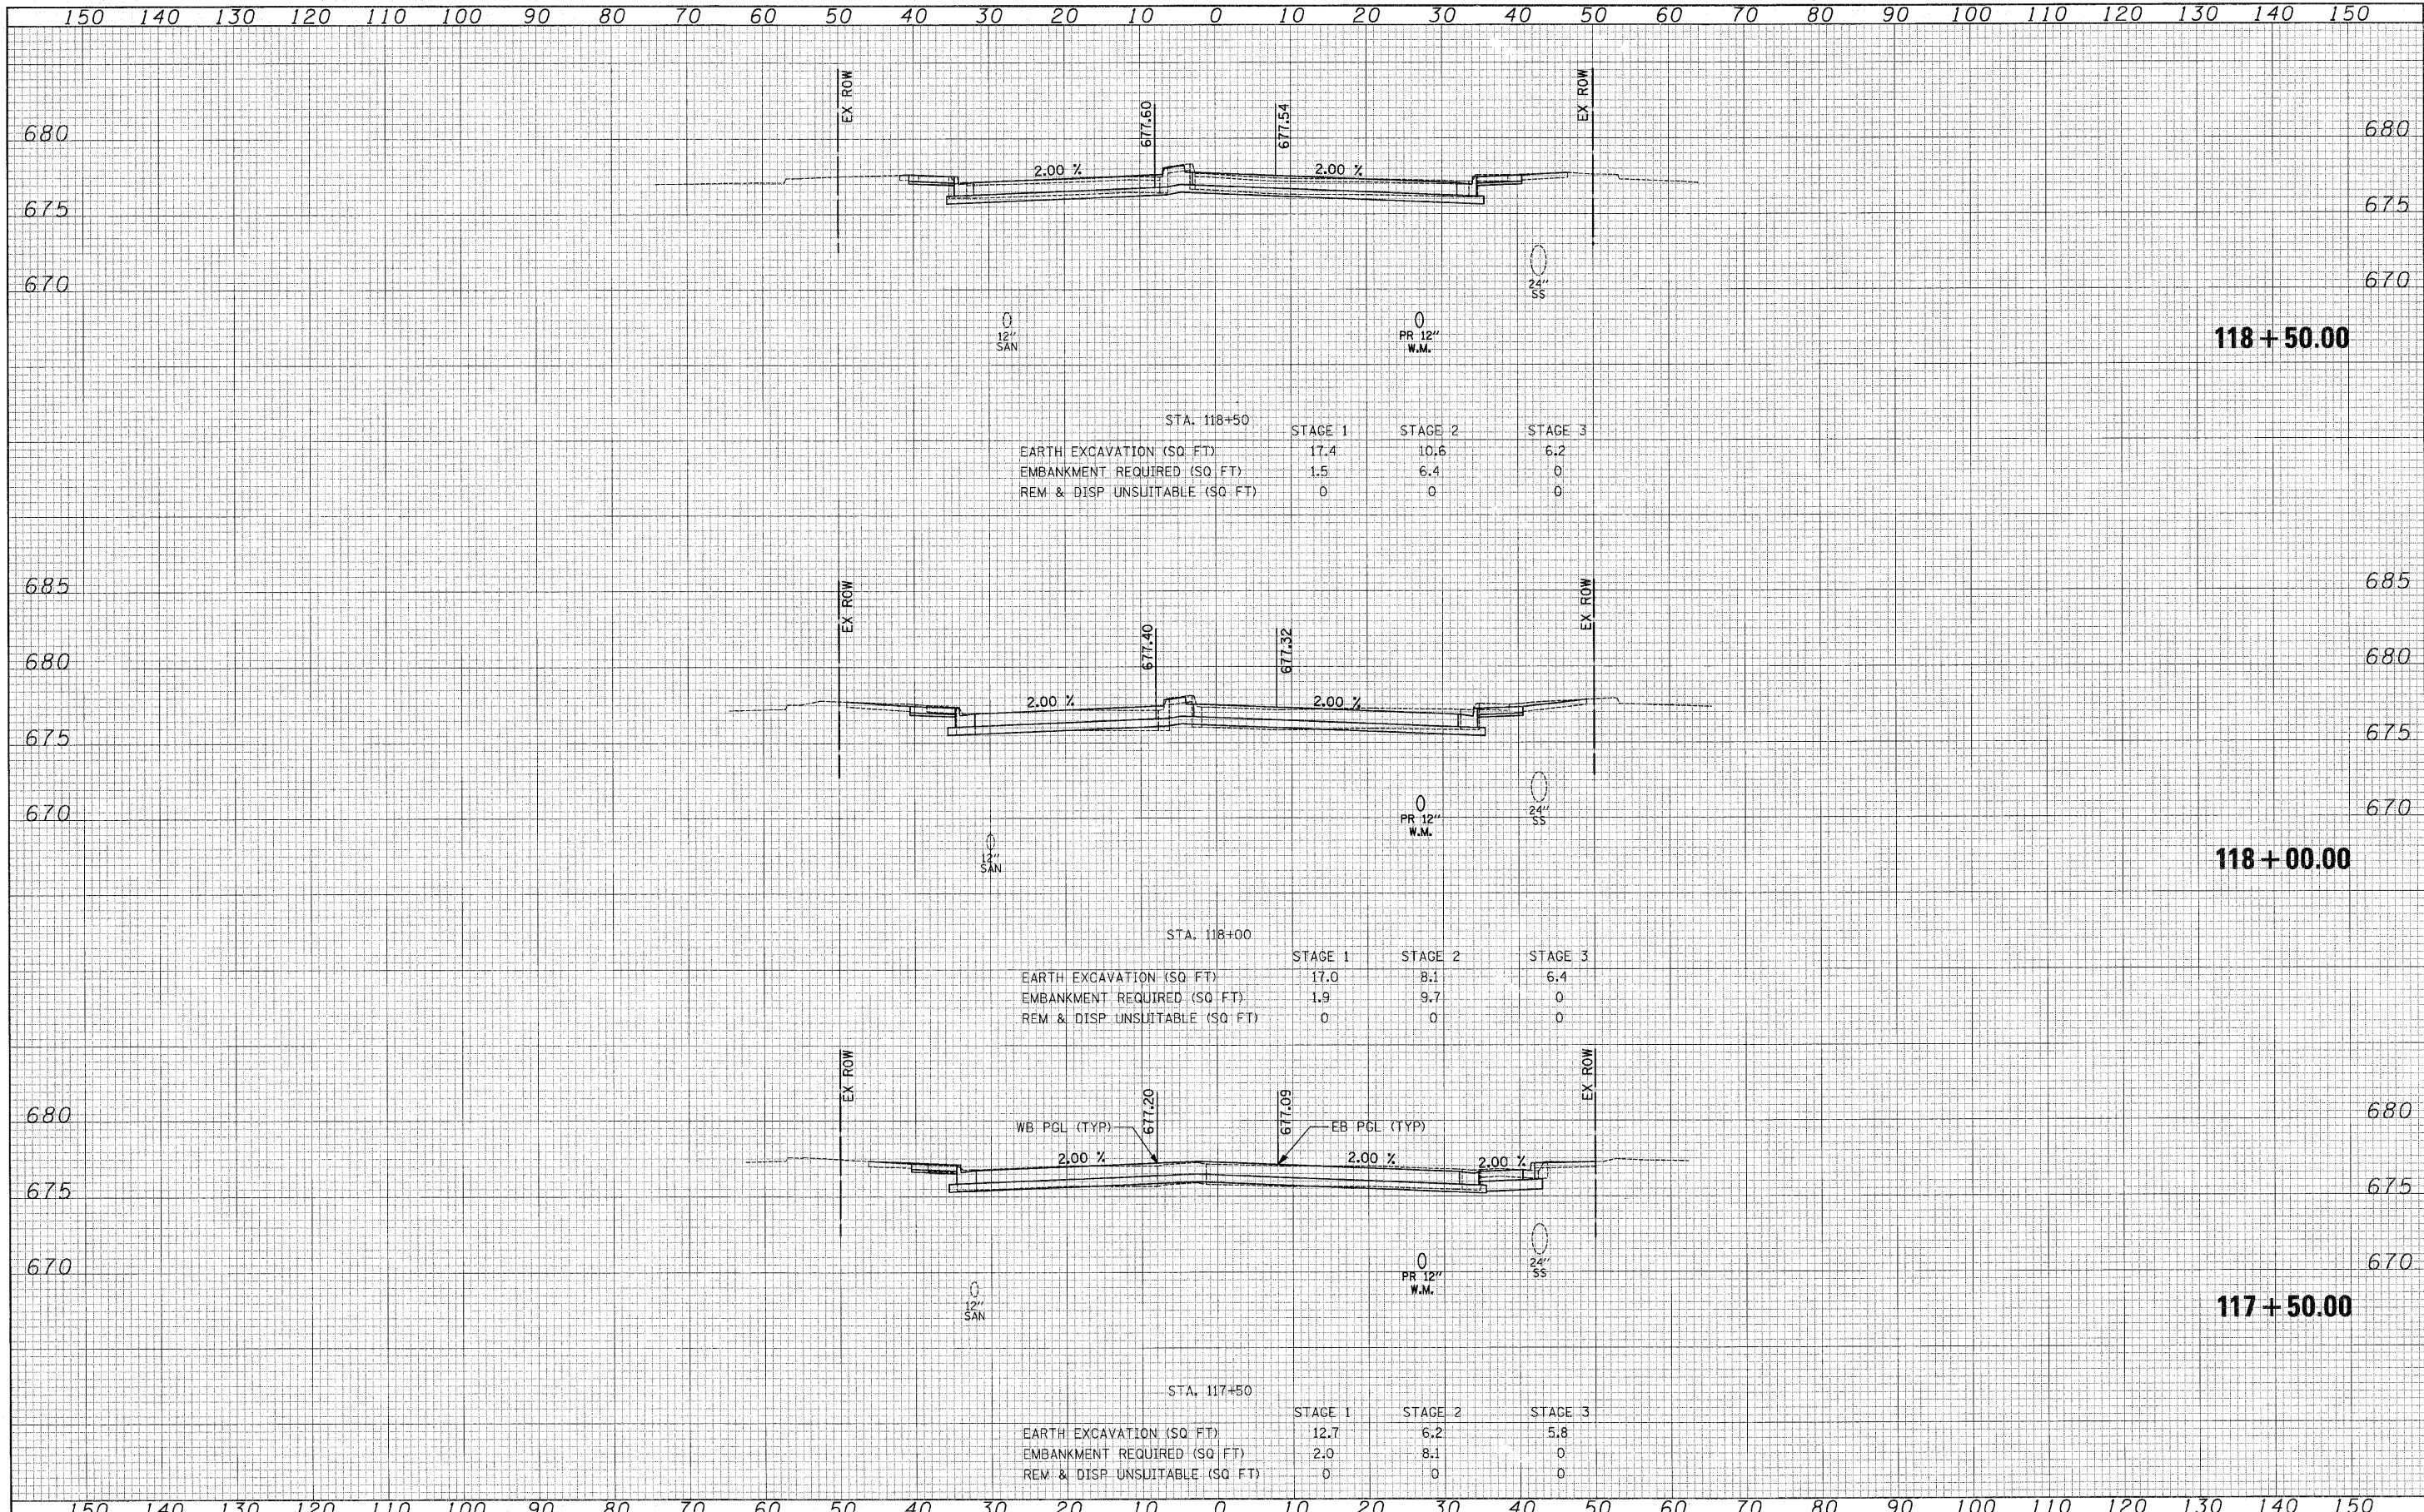 150 140 130 120 110 100 90 80 70 60 50 40 30 20 10 0 10 20 30 40 50 60 70 80 90 100 110 120 130 140 150
EX ROW
677.60
677.54
EX ROW
680
680
2.00 %
2.00 %
675
675
670
670
24" SS
12" SAN
PR 12" W.M.
118+50.00
STA. 118+50
STAGE 1 STAGE 2 STAGE 3
EARTH EXCAVATION (SQ FT) 17.4 10.6 6.2
EMBANKMENT REQUIRED (SQ FT) 1.5 6.4 0
REM & DISP UNSUITABLE (SQ FT) 0 0 0
685
685
EX ROW
677.40
677.32
EX ROW
680
680
2.00 %
2.00 %
675
675
670
670
24" SS
PR 12" W.M.
12" SAN
118+00.00
STA. 118+00
STAGE 1 STAGE 2 STAGE 3
EARTH EXCAVATION (SQ FT) 17.0 8.1 6.4
EMBANKMENT REQUIRED (SQ FT) 1.9 9.7 0
REM & DISP UNSUITABLE (SQ FT) 0 0 0
EX ROW
677.20
677.09
EX ROW
680
680
WB PGL (TYP)
EB PGL (TYP)
2.00 %
2.00 %
2.00 %
675
675
670
670
24" SS
PR 12" W.M.
12" SAN
117+50.00
STA. 117+50
STAGE 1 STAGE 2 STAGE 3
EARTH EXCAVATION (SQ FT) 12.7 6.2 5.8
EMBANKMENT REQUIRED (SQ FT) 2.0 8.1 0
REM & DISP UNSUITABLE (SQ FT) 0 0 0
150 140 130 120 110 100 90 80 70 60 50 40 30 20 10 0 10 20 30 40 50 60 70 80 90 100 110 120 130 140 150